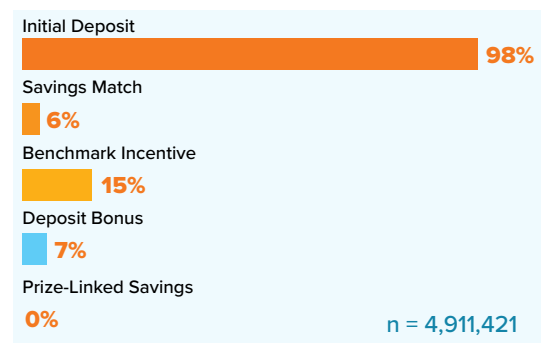 Initial Deposit
98%
Savings Match
6%
Benchmark Incentive
15%
Deposit Bonus
7%
Prize-Linked Savings
0%
n = 4,911,421